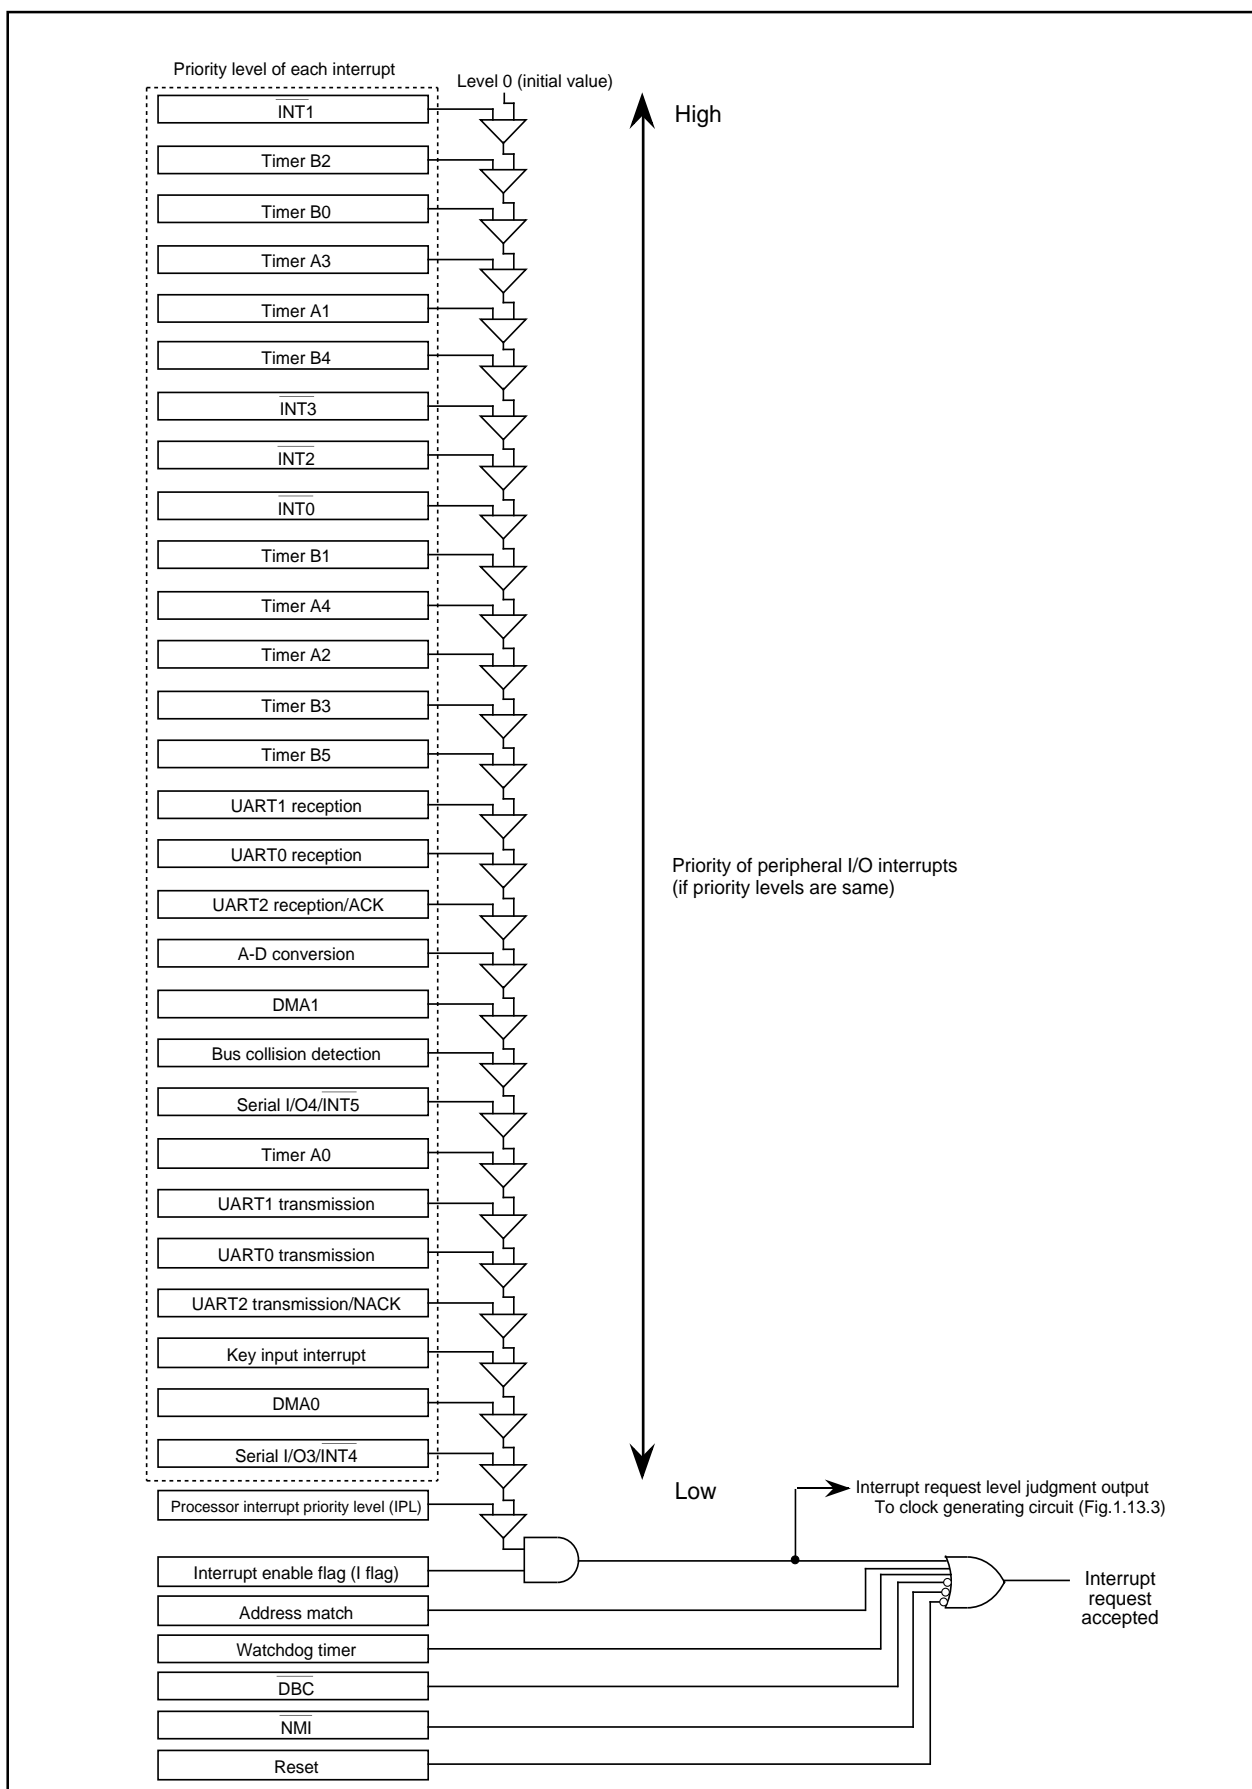 Priority level of each interrupt
Level 0 (initial value)
High
INT1
Timer B2
Timer B0
Timer A3
Timer A1
Timer B4
INT3
INT2
INT0
Timer B1
Timer A4
Timer A2
Timer B3
Timer B5
UART1 reception
UART0 reception
UART2 reception/ACK
A-D conversion
DMA1
Bus collision detection
Serial I/O4/INT5
Timer A0
UART1 transmission
UART0 transmission
UART2 transmission/NACK
Key input interrupt
DMA0
Serial I/O3/INT4
Priority of peripheral I/O interrupts
(if priority levels are same)
Low
Processor interrupt priority level (IPL)
Interrupt request level judgment output
To clock generating circuit (Fig.1.13.3)
Interrupt enable flag (I flag)
Address match
Watchdog timer
DBC
NMI
Reset
Interrupt
request
accepted